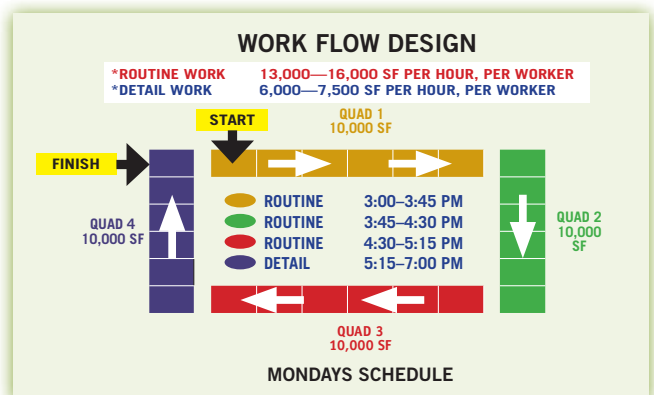 WORK FLOW DESIGN
*ROUTINE WORK 13,000—16,000 SF PER HOUR, PER WORKER
*DETAIL WORK 6,000—7,500 SF PER HOUR, PER WORKER
START
QUAD 1
10,000 SF
FINISH
ROUTINE 3:00–3:45 PM
ROUTINE 3:45–4:30 PM
ROUTINE 4:30–5:15 PM
DETAIL 5:15–7:00 PM
QUAD 4
10,000 SF
QUAD 2
10,000
SF
QUAD 3
10,000 SF
MONDAYS SCHEDULE